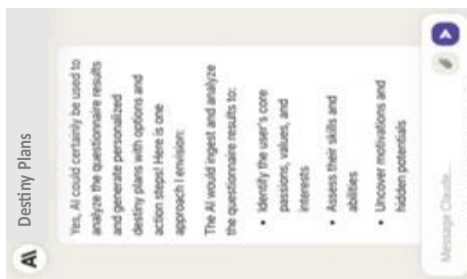 AI
Destiny Plans
Yes, AI could certainly be used to
analyze the questionnaire results
and generate personalized
destiny plans with options and
action steps! Here is one
approach I envision:
The AI would ingest and analyze
the questionnaire results to:
• Identify the user's core
passions, values, and
interests
• Assess their skills and
abilities
• Uncover motivations and
hidden potentials
Message Claude...